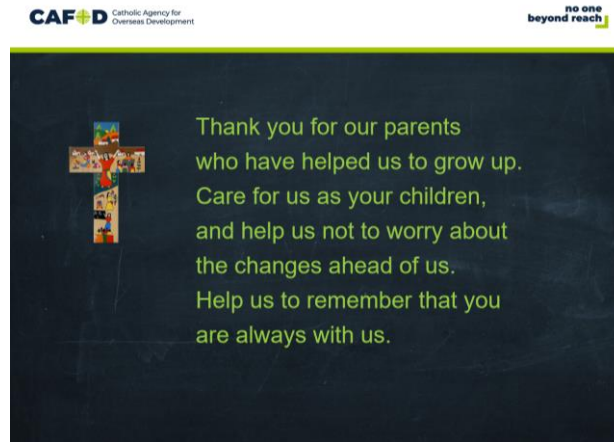 CAFOD Catholic Agency for
Overseas Development
no one
beyond reach
Thank you for our parents
who have helped us to grow up.
Care for us as your children,
and help us not to worry about
the changes ahead of us.
Help us to remember that you
are always with us.